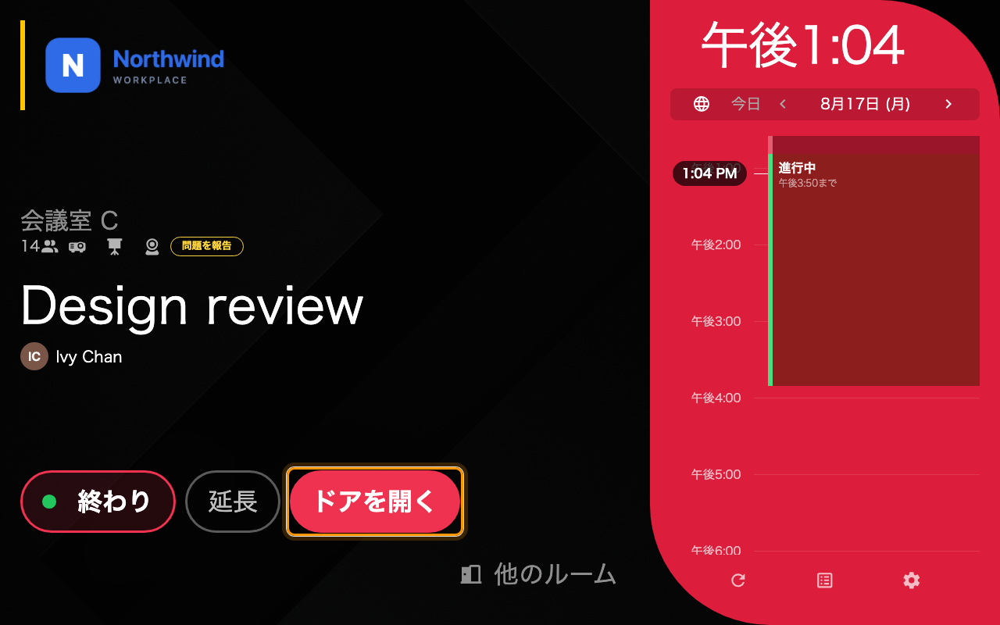 N
Northwind
WORKPLACE
会議室 C
14
問題を報告
Design review
IC
Ivy Chan
終わり
延長
ドアを開く
他のルーム
午後1:04
今日
8月17日 (月)
午後1:00
1:04 PM
進行中
午後3:50まで
午後2:00
午後3:00
午後4:00
午後5:00
午後6:00